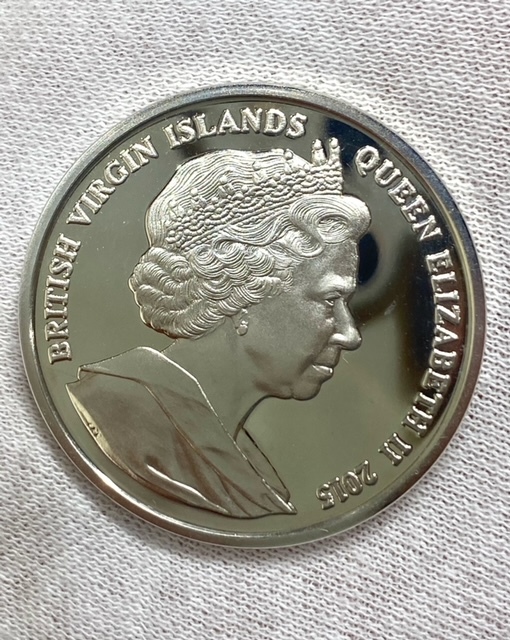 BRITISH VIRGIN ISLANDS
QUEEN ELIZABETH II 2015